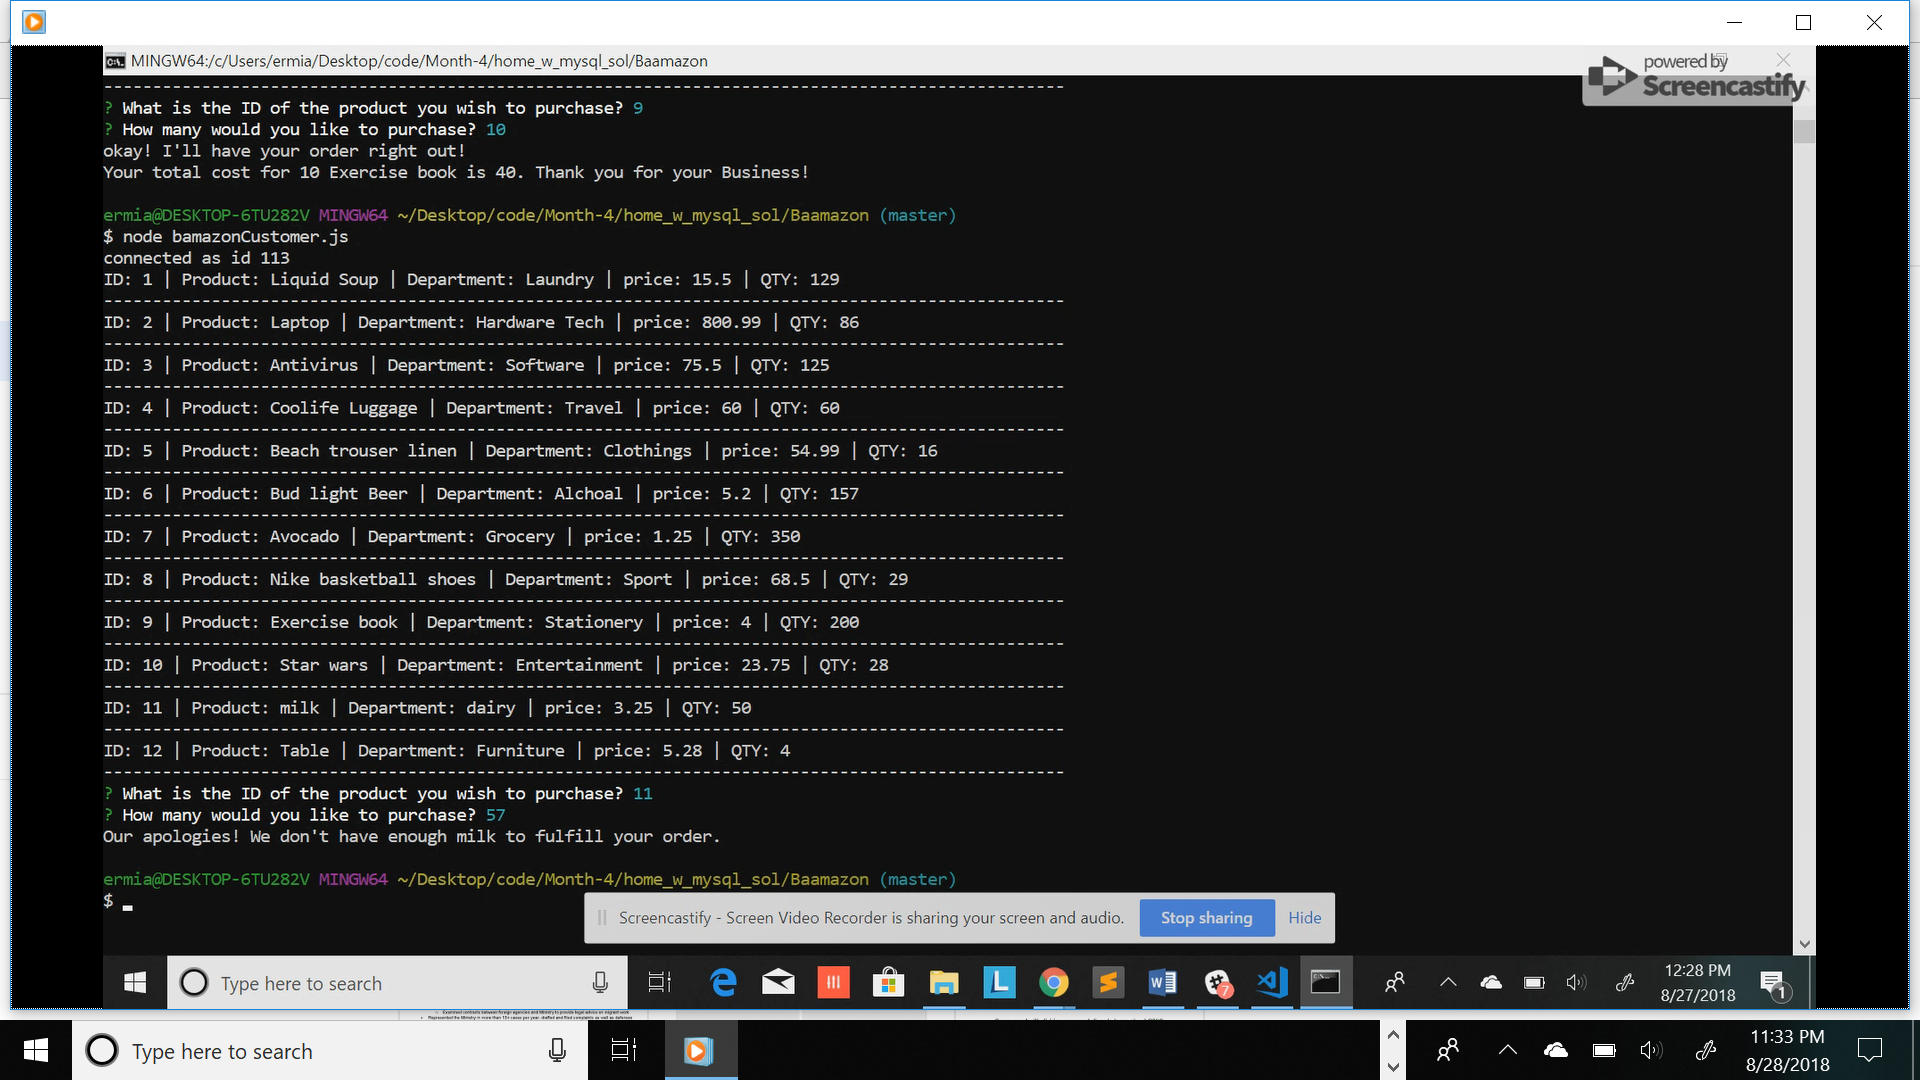 MINGW64:/c/Users/ermia/Desktop/code/Month-4/home_w_mysql_sol/Baamazon
powered by
Screencastify
--------------------------------------------------------------------------------------------------
? What is the ID of the product you wish to purchase? 9
? How many would you like to purchase? 10
okay! I'll have your order right out!
Your total cost for 10 Exercise book is 40. Thank you for your Business!
ermia@DESKTOP-6TU282V MINGW64 ~/Desktop/code/Month-4/home_w_mysql_sol/Baamazon (master)
$ node bamazonCustomer.js
connected as id 113
ID: 1 | Product: Liquid Soup | Department: Laundry | price: 15.5 | QTY: 129
--------------------------------------------------------------------------------------------------
ID: 2 | Product: Laptop | Department: Hardware Tech | price: 800.99 | QTY: 86
--------------------------------------------------------------------------------------------------
ID: 3 | Product: Antivirus | Department: Software | price: 75.5 | QTY: 125
--------------------------------------------------------------------------------------------------
ID: 4 | Product: Coolife Luggage | Department: Travel | price: 60 | QTY: 60
--------------------------------------------------------------------------------------------------
ID: 5 | Product: Beach trouser linen | Department: Clothings | price: 54.99 | QTY: 16
--------------------------------------------------------------------------------------------------
ID: 6 | Product: Bud light Beer | Department: Alchoal | price: 5.2 | QTY: 157
--------------------------------------------------------------------------------------------------
ID: 7 | Product: Avocado | Department: Grocery | price: 1.25 | QTY: 350
--------------------------------------------------------------------------------------------------
ID: 8 | Product: Nike basketball shoes | Department: Sport | price: 68.5 | QTY: 29
--------------------------------------------------------------------------------------------------
ID: 9 | Product: Exercise book | Department: Stationery | price: 4 | QTY: 200
--------------------------------------------------------------------------------------------------
ID: 10 | Product: Star wars | Department: Entertainment | price: 23.75 | QTY: 28
--------------------------------------------------------------------------------------------------
ID: 11 | Product: milk | Department: dairy | price: 3.25 | QTY: 50
--------------------------------------------------------------------------------------------------
ID: 12 | Product: Table | Department: Furniture | price: 5.28 | QTY: 4
--------------------------------------------------------------------------------------------------
? What is the ID of the product you wish to purchase? 11
? How many would you like to purchase? 57
Our apologies! We don't have enough milk to fulfill your order.
ermia@DESKTOP-6TU282V MINGW64 ~/Desktop/code/Month-4/home_w_mysql_sol/Baamazon (master)
$
Screencastify - Screen Video Recorder is sharing your screen and audio. Stop sharing Hide
Type here to search
7
12:28 PM
8/27/2018
1
Type here to search
11:33 PM
8/28/2018